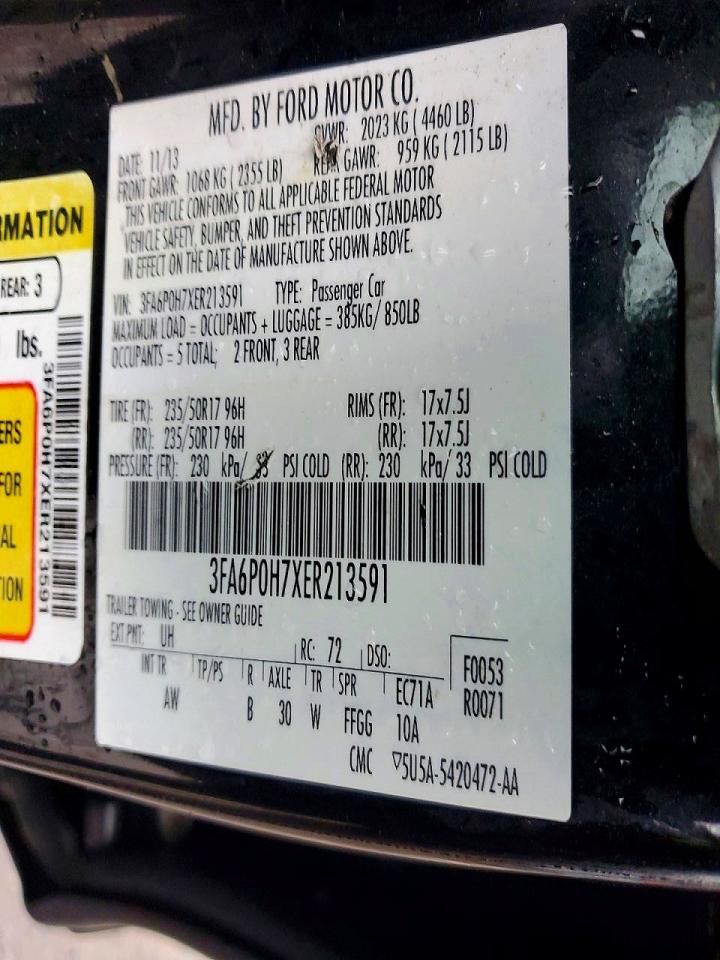 MFD. BY FORD MOTOR CO.
DATE: 11/13 GVWR: 2023 KG ( 4460 LB)
FRONT GAWR: 1068 KG ( 2355 LB) REAR GAWR: 959 KG ( 2115 LB)
THIS VEHICLE CONFORMS TO ALL APPLICABLE FEDERAL MOTOR
VEHICLE SAFETY, BUMPER, AND THEFT PREVENTION STANDARDS
IN EFFECT ON THE DATE OF MANUFACTURE SHOWN ABOVE.
VIN: 3FA6P0H7XER213591 TYPE: Passenger Car
MAXIMUM LOAD = OCCUPANTS + LUGGAGE = 385KG/ 850LB
OCCUPANTS = 5 TOTAL; 2 FRONT, 3 REAR
TIRE (FR): 235/50R17 96H RIMS (FR): 17x7.5J
(RR): 235/50R17 96H (RR): 17x7.5J
PRESSURE (FR): 230 kPa/ 33 PSI COLD (RR): 230 kPa/ 33 PSI COLD
3FA6P0H7XER213591
TRAILER TOWING - SEE OWNER GUIDE
EXT PNT: UH RC: 72 DSO: F0053
INT TR TP/PS R AXLE TR SPR EC71A R0071
AW B 30 W FFGG 10A
CMC ▽5U5A-5420472-AA
RMATION
REAR: 3
lbs.
3FA6P0H7XER213591
ERS
FOR
AL
TION